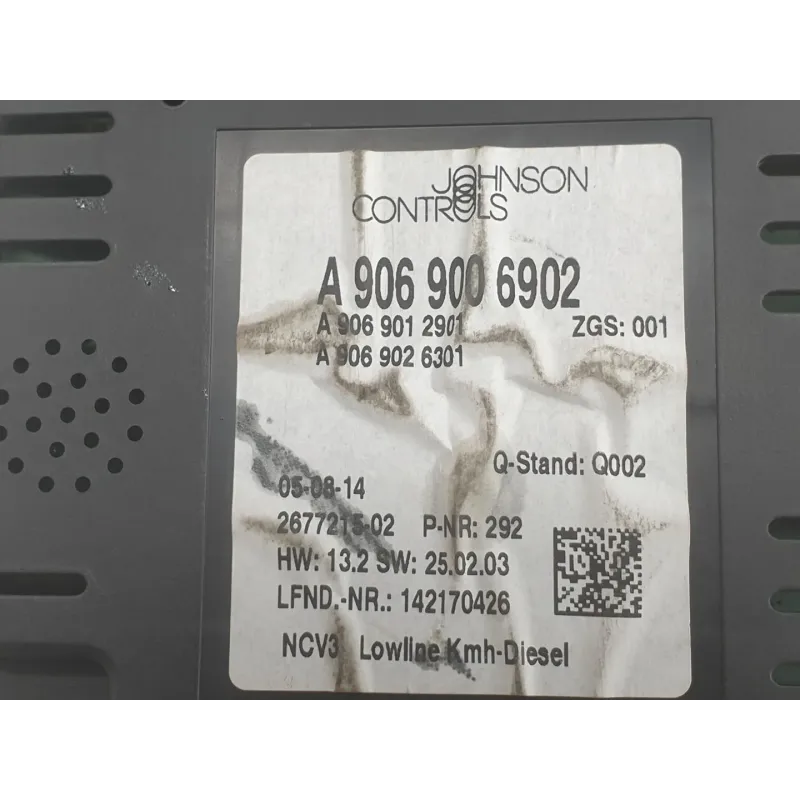 JOHNSON
CONTROLS
A 906 900 6902
A 906 901 2901 ZGS: 001
A 906 902 6301
Q-Stand: Q002
05-08-14
2677215-02 P-NR: 292
HW: 13.2 SW: 25.02.03
LFND.-NR.: 142170426
NCV3 Lowline Kmh-Diesel